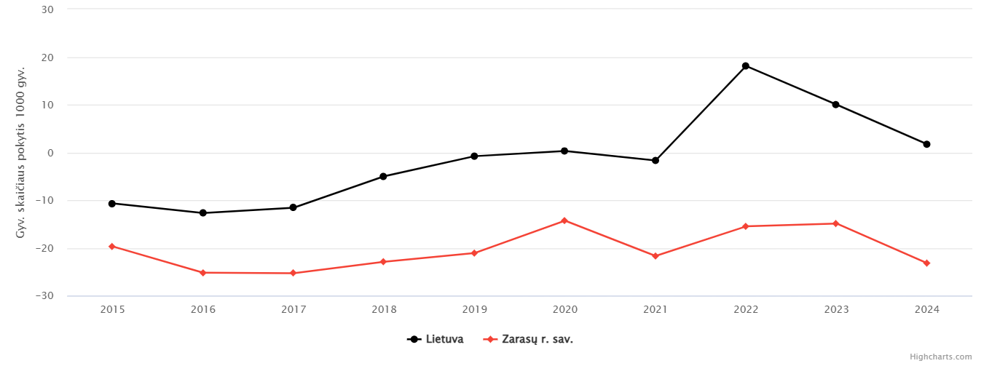 Gyv. skaičiaus pokytis 1000 gyv.
30
20
10
0
-10
-20
-30
2015 2016 2017 2018 2019 2020 2021 2022 2023 2024
Lietuva Zarasų r. sav.
Highcharts.com